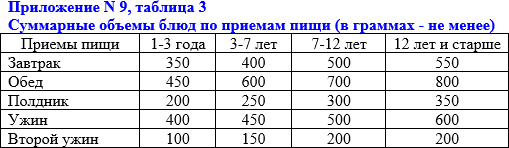 Приложение N 9, таблица 3
Суммарные объемы блюд по приемам пищи (в граммах - не менее)
Приемы пищи 1-3 года 3-7 лет 7-12 лет 12 лет и старше
Завтрак 350 400 500 550
Обед 450 600 700 800
Полдник 200 250 300 350
Ужин 400 450 500 600
Второй ужин 100 150 200 200